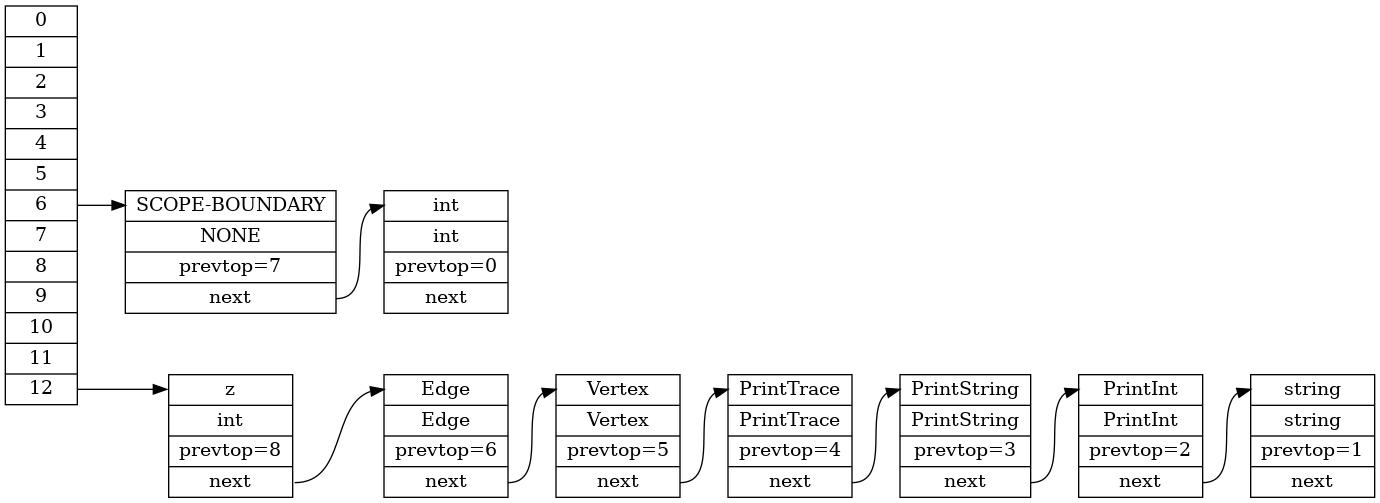 0
1
2
3
4
5
6
7
8
9
10
11
12
SCOPE-BOUNDARY
NONE
prevtop=7
next
int
int
prevtop=0
next
z
int
prevtop=8
next
Edge
Edge
prevtop=6
next
Vertex
Vertex
prevtop=5
next
PrintTrace
PrintTrace
prevtop=4
next
PrintString
PrintString
prevtop=3
next
PrintInt
PrintInt
prevtop=2
next
string
string
prevtop=1
next